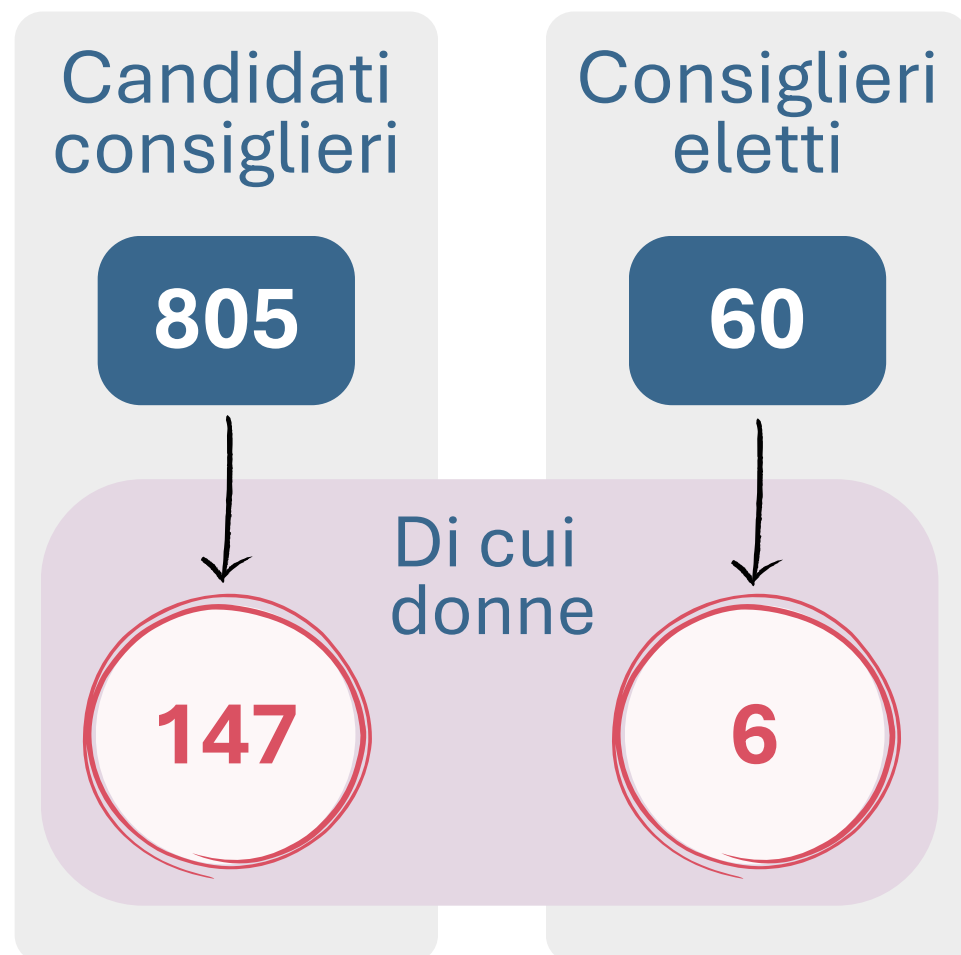 Candidati
consiglieri
805
Consiglieri
eletti
60
Di cui
donne
147
6